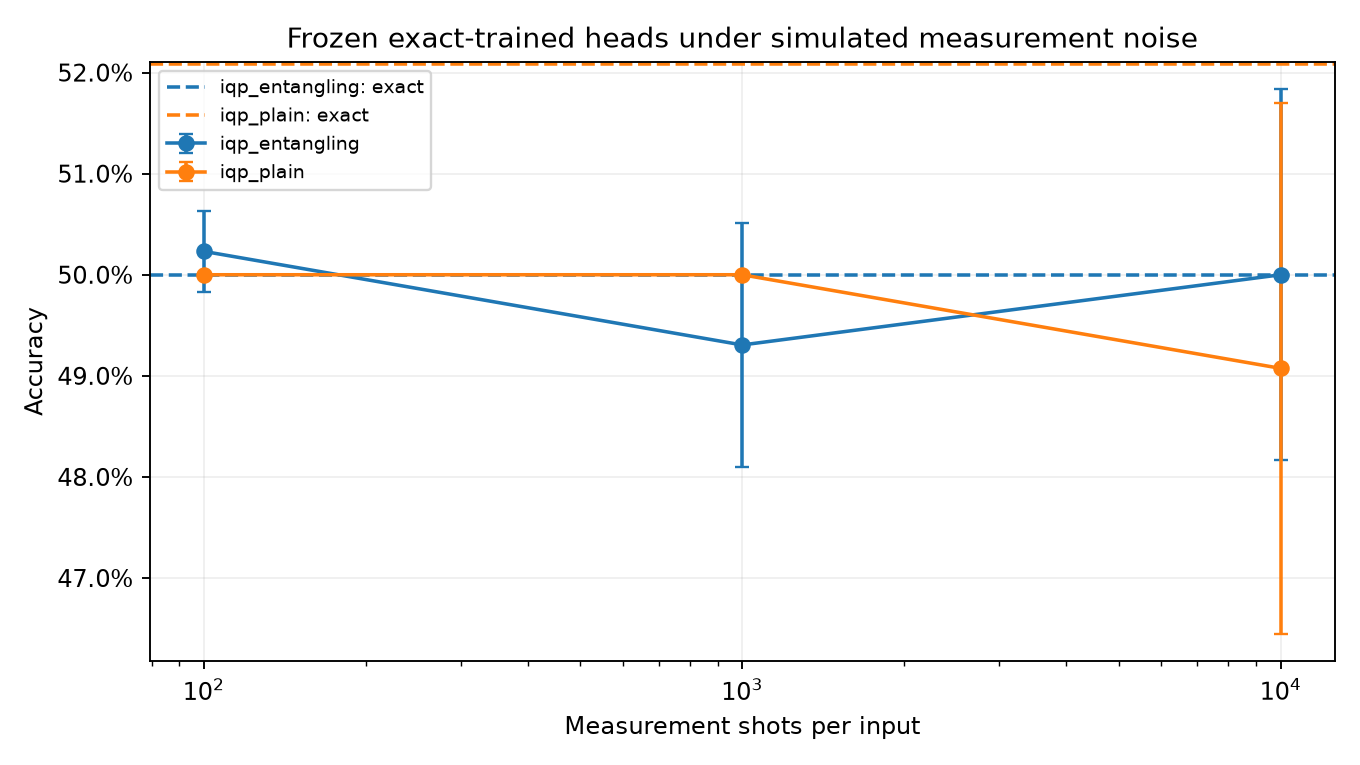 Frozen exact-trained heads under simulated measurement noise
52.0%
51.0%
50.0%
49.0%
48.0%
47.0%
Accuracy
iqp_entangling: exact
iqp_plain: exact
iqp_entangling
iqp_plain
10²
10³
10⁴
Measurement shots per input